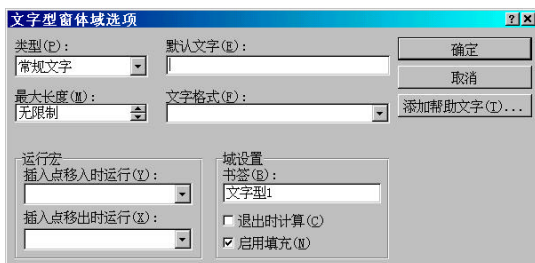 文字型窗体域选项
类型(P):
默认文字(E):
确定
常规文字
取消
最大长度(M):
文字格式(F):
添加帮助文字(T)...
无限制
运行宏
域设置
插入点移入时运行(Y):
书签(B):
文字型1
插入点移出时运行(X):
退出时计算(C)
启用填充(N)